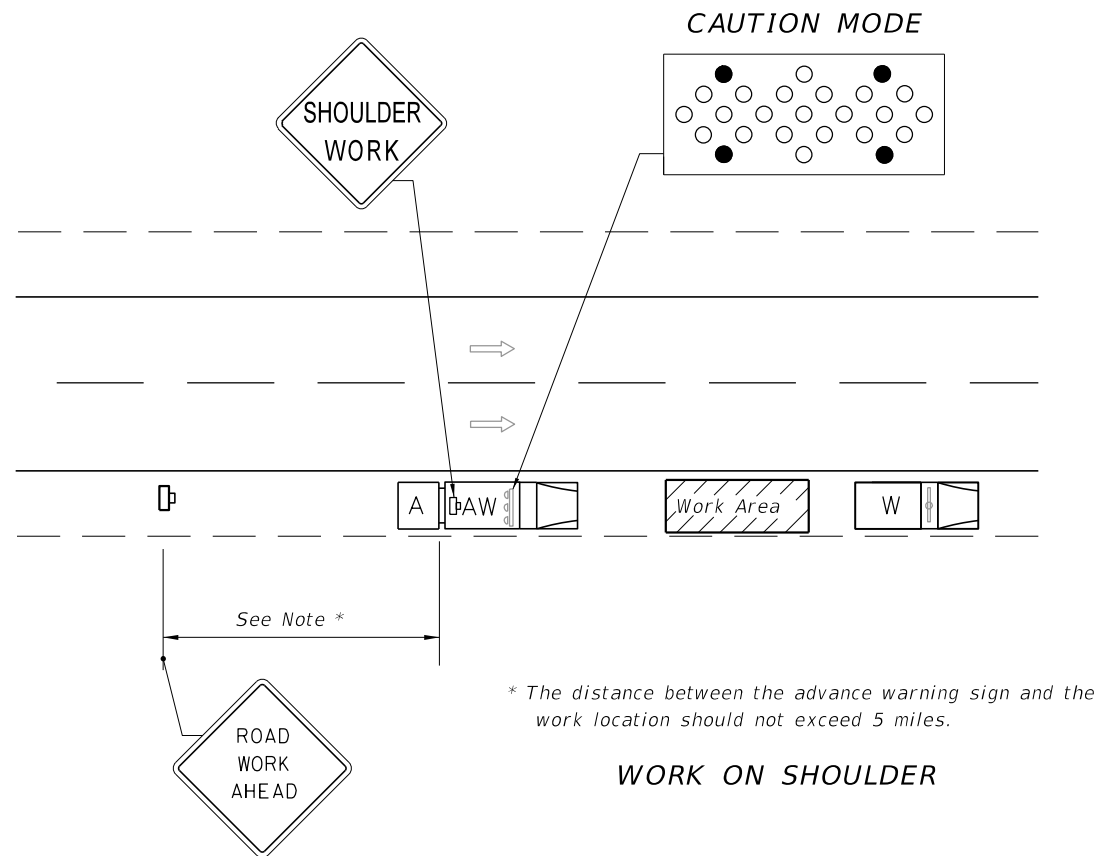 CAUTION MODE
SHOULDER
WORK
A
AW
Work Area
W
See Note *
* The distance between the advance warning sign and the
work location should not exceed 5 miles.
ROAD
WORK
AHEAD
WORK ON SHOULDER